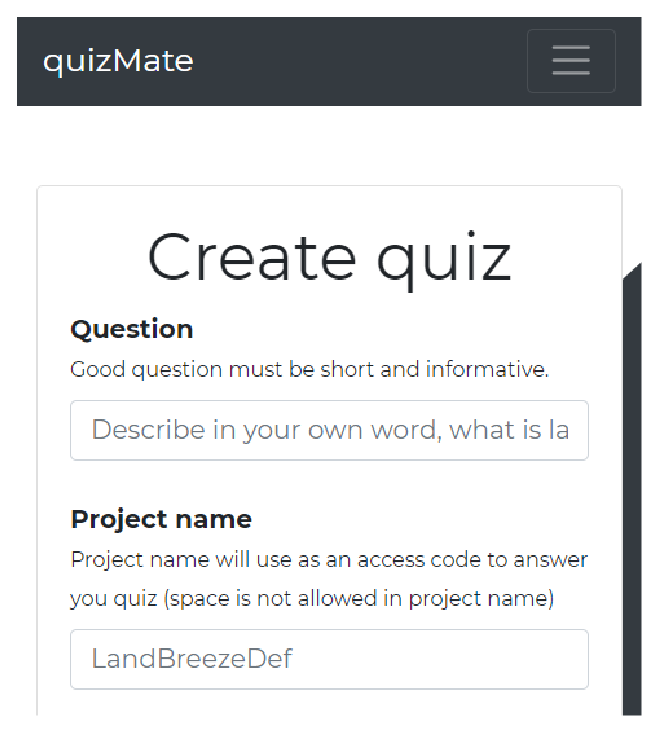 quizMate
Create quiz
Question
Good question must be short and informative.
Describe in your own word, what is la
Project name
Project name will use as an access code to answer
you quiz (space is not allowed in project name)
LandBreezeDef